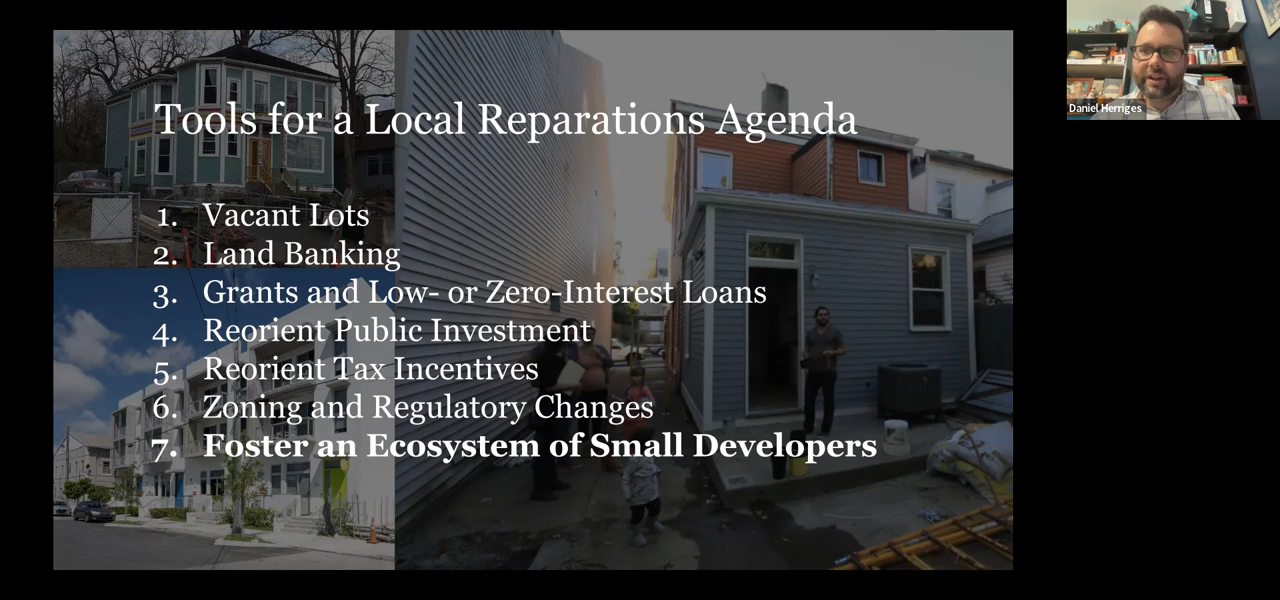 Tools for a Local Reparations Agenda
1. Vacant Lots
2. Land Banking
3. Grants and Low- or Zero-Interest Loans
4. Reorient Public Investment
5. Reorient Tax Incentives
6. Zoning and Regulatory Changes
7. Foster an Ecosystem of Small Developers
Daniel Herriges